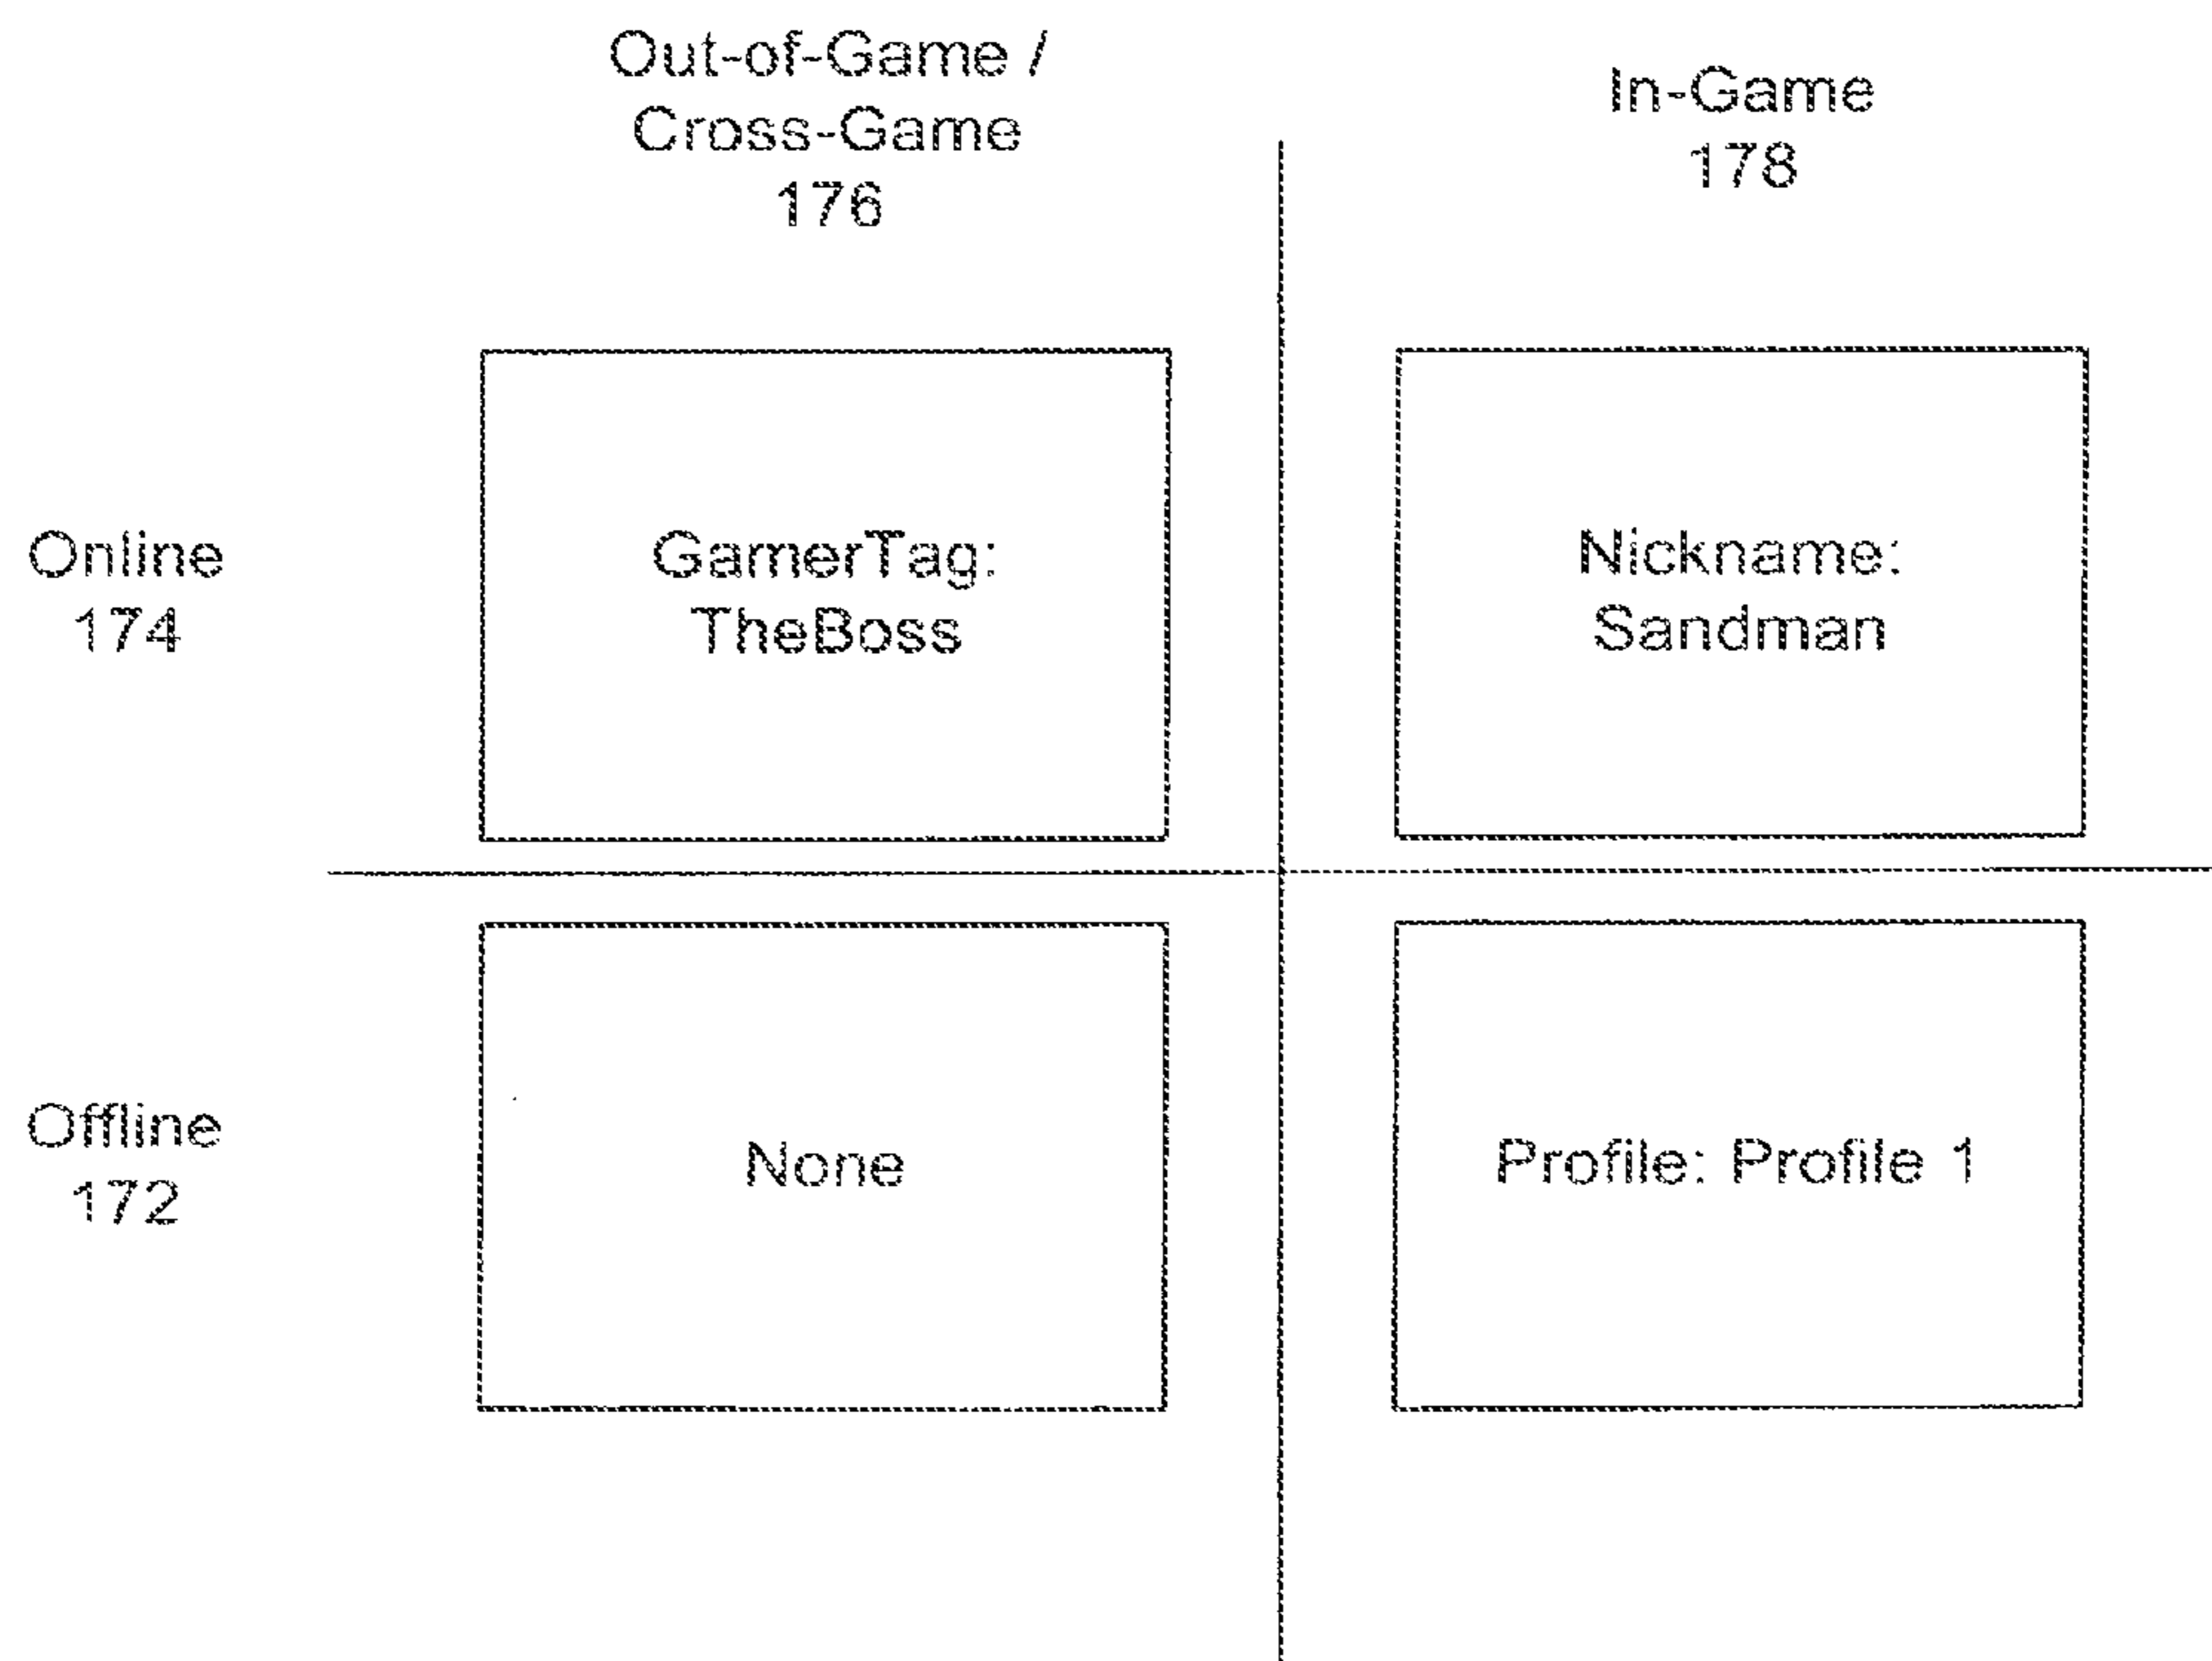 Out-of-Game /
Cross-Game
176
In-Game
178
Online
174
GamerTag:
TheBoss
Nickname:
Sandman
Offline
172
None
Profile: Profile 1